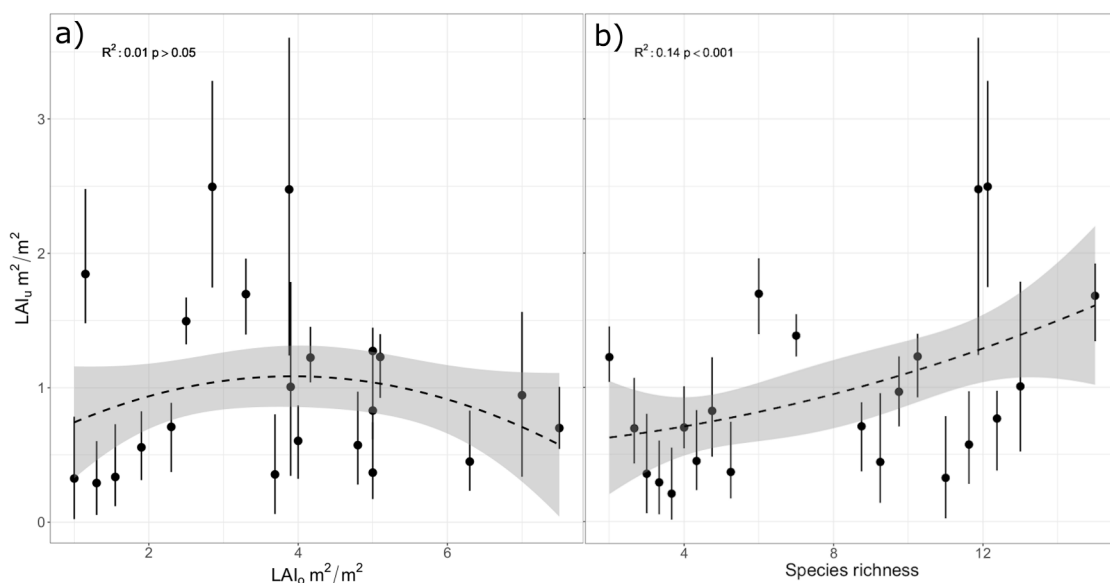 a)
R²: 0.01 p > 0.05
b)
R²: 0.14 p < 0.001
3
2
1
0
LAIᵤ m²/m²
2
4
6
LAIₒ m²/m²
4
8
12
Species richness